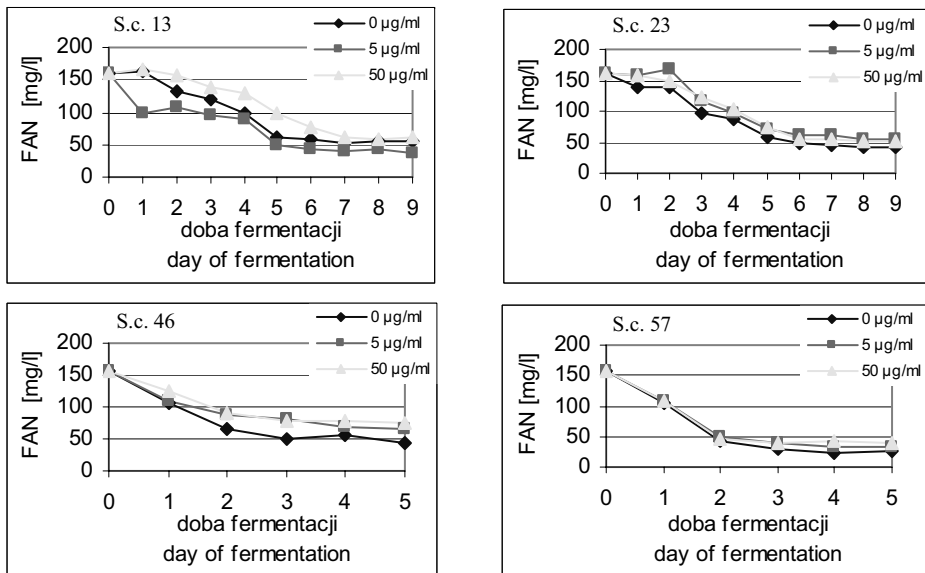 S.c. 13
0 µg/ml
5 µg/ml
50 µg/ml
FAN [mg/l]
200
150
100
50
0
0 1 2 3 4 5 6 7 8 9
doba fermentacji
day of fermentation
S.c. 23
0 µg/ml
5 µg/ml
50 µg/ml
FAN [mg/l]
200
150
100
50
0
0 1 2 3 4 5 6 7 8 9
doba fermentacji
day of fermentation
S.c. 46
0 µg/ml
5 µg/ml
50 µg/ml
FAN [mg/l]
200
150
100
50
0
0 1 2 3 4 5
doba fermentacji
day of fermentation
S.c. 57
0 µg/ml
5 µg/ml
50 µg/ml
FAN [mg/l]
200
150
100
50
0
0 1 2 3 4 5
doba fermentacji
day of fermentation